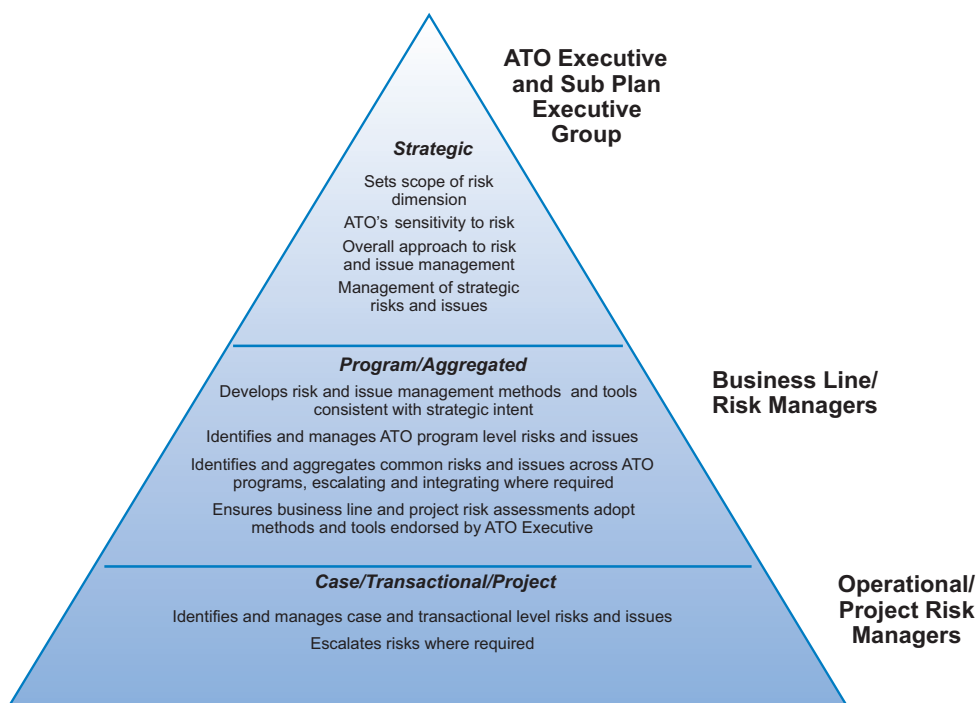 ATO Executive
and Sub Plan
Executive
Group
Strategic
Sets scope of risk
dimension
ATO's sensitivity to risk
Overall approach to risk
and issue management
Management of strategic
risks and issues
Program/Aggregated
Develops risk and issue management methods and tools
consistent with strategic intent
Identifies and manages ATO program level risks and issues
Identifies and aggregates common risks and issues across ATO
programs, escalating and integrating where required
Ensures business line and project risk assessments adopt
methods and tools endorsed by ATO Executive
Business Line/
Risk Managers
Case/Transactional/Project
Identifies and manages case and transactional level risks and issues
Escalates risks where required
Operational/
Project Risk
Managers